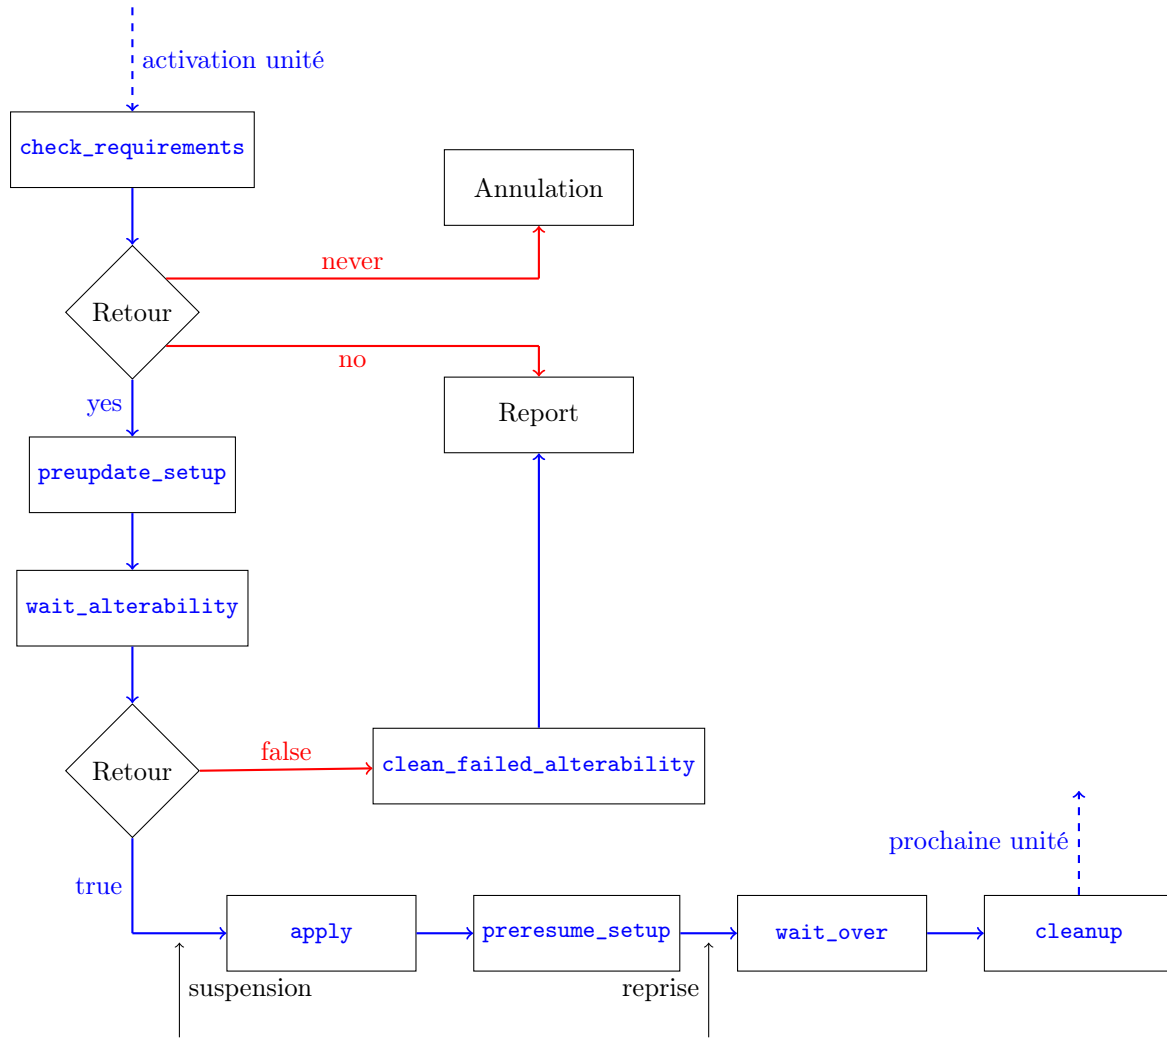 activation unité
check_requirements
Annulation
never
Retour
no
yes
Report
preupdate_setup
wait_alterability
false
Retour
clean_failed_alterability
prochaine unité
true
apply
preresume_setup
wait_over
cleanup
suspension
reprise